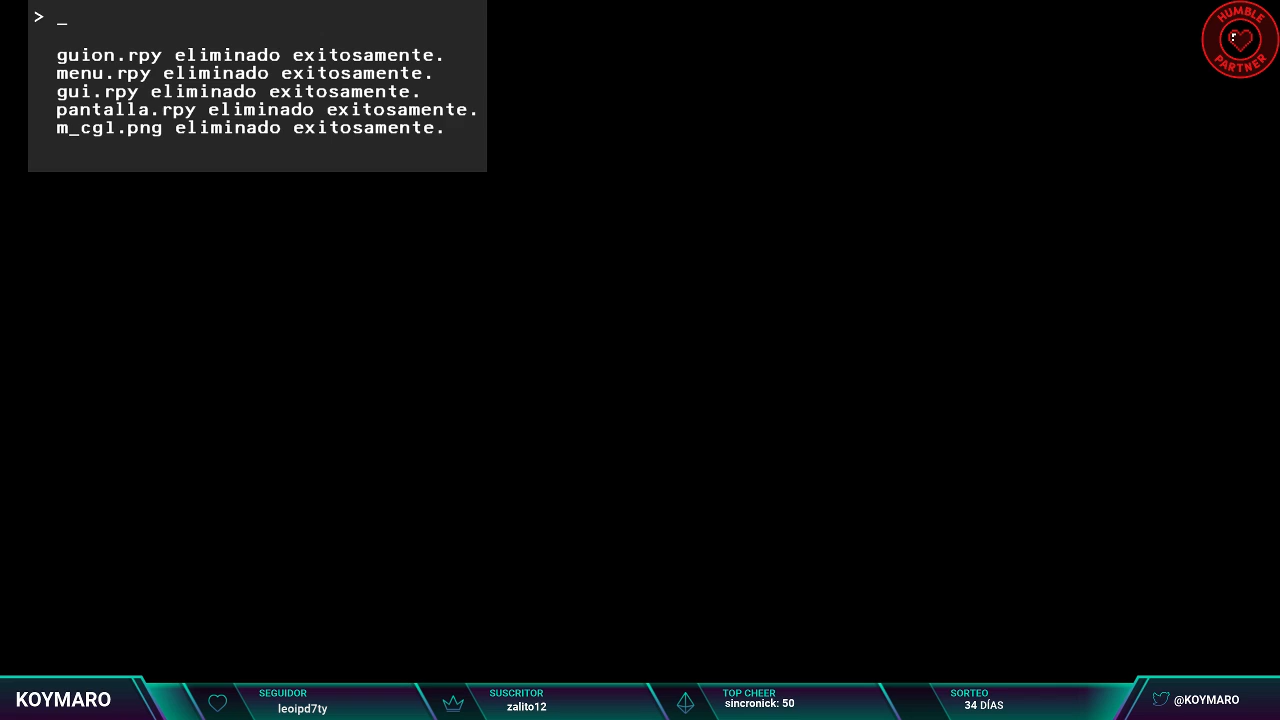 > _
guion.rpy eliminado exitosamente.
menu.rpy eliminado exitosamente.
gui.rpy eliminado exitosamente.
pantalla.rpy eliminado exitosamente.
m_cg1.png eliminado exitosamente.
HUMBLE
PARTNER
KOYMARO
SEGUIDOR
leoipd7ty
SUSCRITOR
zalito12
TOP CHEER
sincronick: 50
SORTEO
34 DÍAS
@KOYMARO